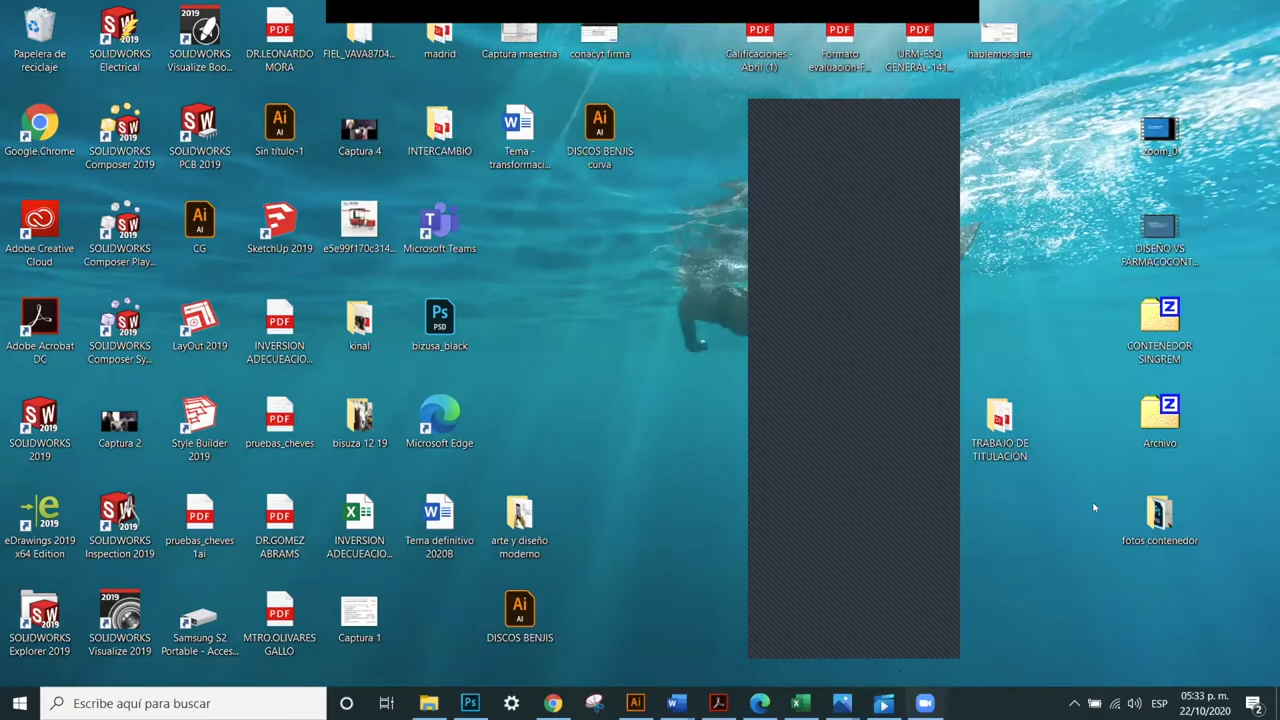 Papelera de
reciclaje
SOLIDWORKS
Electrical
SOLIDWORKS
Visualize Boo...
DR.LEONARDO
MORA
FIEL_VAVA8704...
madrid
Captura maestria
conacyt firma
Calificaciones -
Abril (1)
Formato
evaluacion-F...
URM-ESQ
GENERAL-141...
hablemos arte
Google Chrome
SOLIDWORKS
Composer 2019
SOLIDWORKS
PCB 2019
Sin título-1
Captura 4
INTERCAMBIO
Tema -
transformaci...
DISCOS BENJIS
curva
zoom_0
Adobe Creative
Cloud
SOLIDWORKS
Composer Play...
CG
SketchUp 2019
e5e99f170c314...
Microsoft Teams
DISEÑO VS
FÁRMACOCONT...
Adobe Acrobat
DC
SOLIDWORKS
Composer Sy...
LayOut 2019
INVERSION
ADECUEACIO...
kinal
bizusa_black
CONTENEDOR
SINGREM
SOLIDWORKS
2019
Captura 2
Style Builder
2019
pruebas_cheves
bisuza 12 19
Microsoft Edge
TRABAJO DE
TITULACIÓN
Archivo
eDrawings 2019
x64 Edition
SOLIDWORKS
Inspection 2019
pruebas_cheves
1ai
DR.GOMEZ
ABRAMS
INVERSION
ADECUEACIO...
Tema definitivo
2020B
arte y diseño
moderno
fotos contenedor
SOLIDWORKS
Explorer 2019
SOLIDWORKS
Visualize 2019
Samsung S2
Portable - Acces...
MTRO.OLIVARES
GALLO
Captura 1
DISCOS BENJIS
Escribe aquí para buscar
ESP
05:33 p. m.
22/10/2020
2